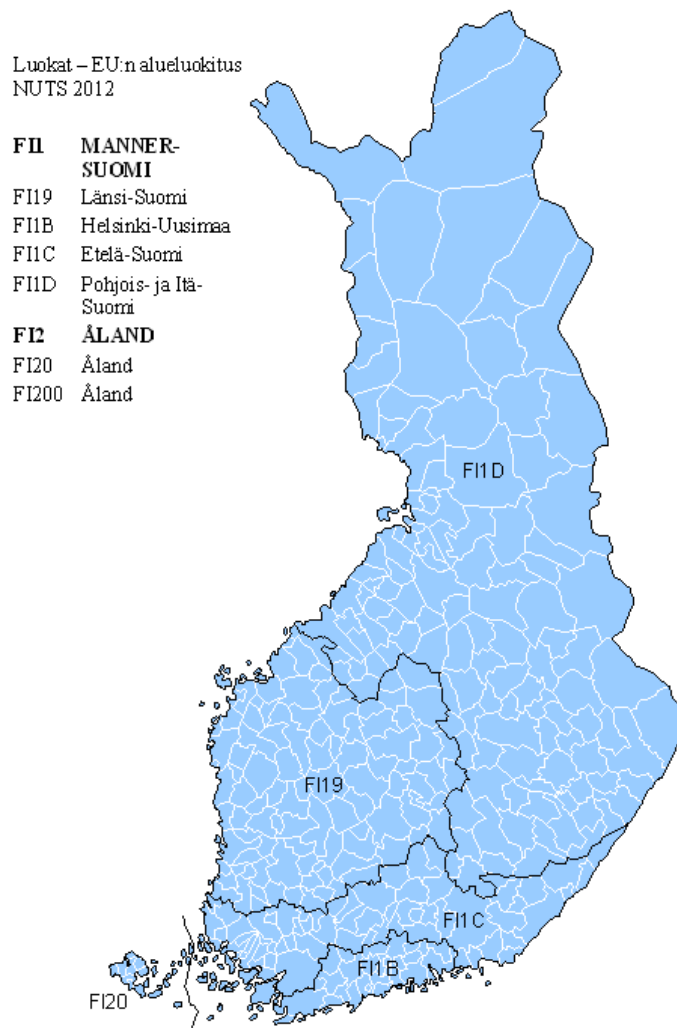 Luokat – EU:n alueluokitus
NUTS 2012
FI1 MANNER-
SUOMI
FI19 Länsi-Suomi
FI1B Helsinki-Uusimaa
FI1C Etelä-Suomi
FI1D Pohjois- ja Itä-
Suomi
FI2 ÅLAND
FI20 Åland
FI200 Åland
FI1D
FI19
FI1C
FI1B
FI20